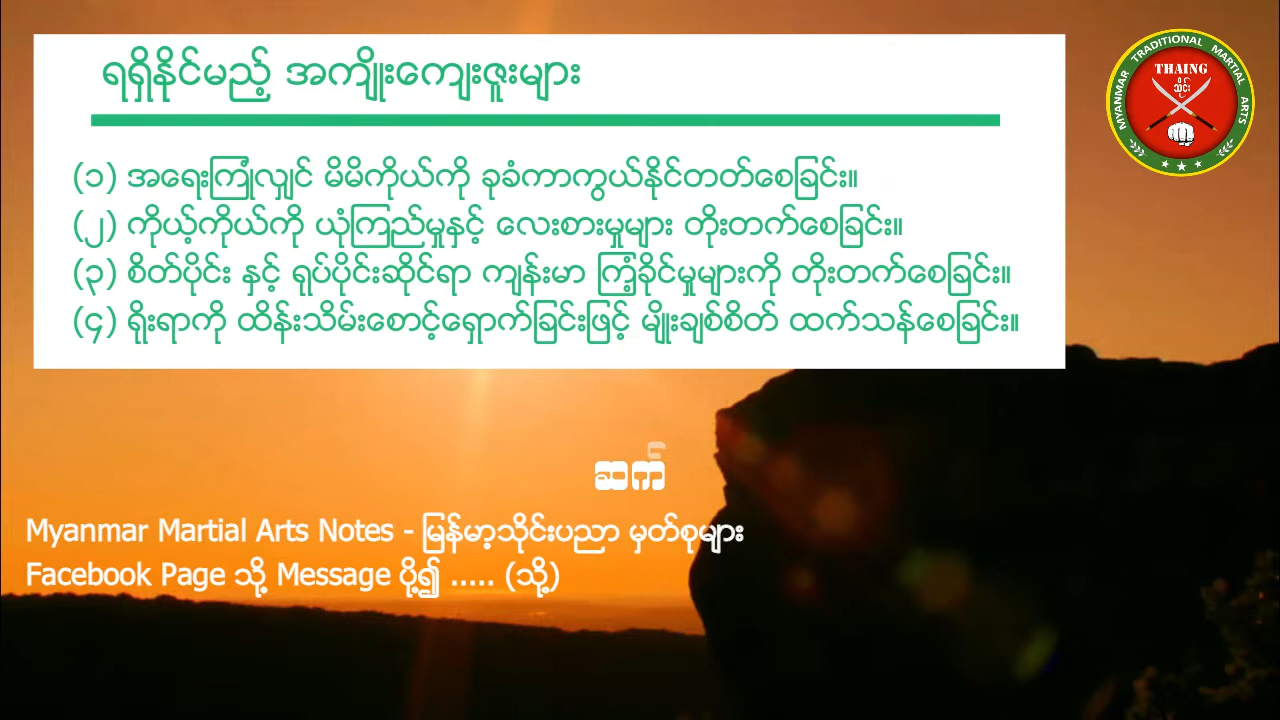 ရရှိနိုင်မည့် အကျိုးကျေးဇူးများ
(၁) အရေးကြုံလျှင် မိမိကိုယ်ကို ခုခံကာကွယ်နိုင်တတ်စေခြင်း။
(၂) ကိုယ့်ကိုယ်ကို ယုံကြည်မှုနှင့် လေးစားမှုများ တိုးတက်စေခြင်း။
(၃) စိတ်ပိုင်း နှင့် ရုပ်ပိုင်းဆိုင်ရာ ကျန်းမာ ကြံ့ခိုင်မှုများကို တိုးတက်စေခြင်း။
(၄) ရိုးရာကို ထိန်းသိမ်းစောင့်ရှောက်ခြင်းဖြင့် မျိုးချစ်စိတ် ထက်သန်စေခြင်း။
MYANMAR TRADITIONAL MARTIAL ARTS
THAING
သိုင်း
ဆက်
Myanmar Martial Arts Notes - မြန်မာ့သိုင်းပညာ မှတ်စုများ
Facebook Page သို့ Message ပို့၍ ..... (သို့)